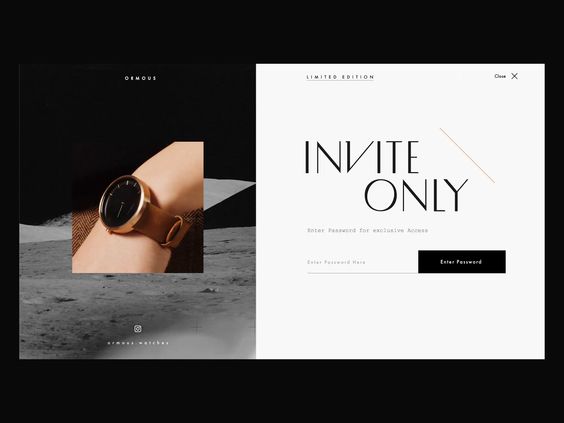 ORMOUS
LIMITED EDITION
Close
INVITE
ONLY
Enter Password for exclusive Access
Enter Password Here
Enter Password
ormous.watches